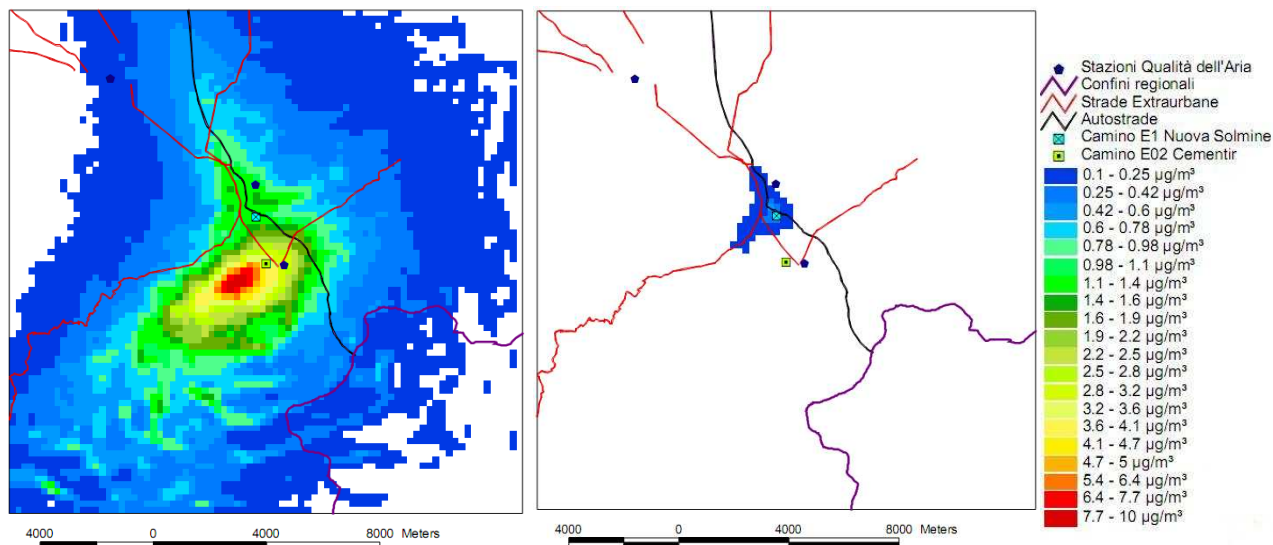 Stazioni Qualità dell'Aria
Confini regionali
Strade Extraurbane
Autostrade
Camino E1 Nuova Solmine
Camino E02 Cementir
0.1 - 0.25 µg/m³
0.25 - 0.42 µg/m³
0.42 - 0.6 µg/m³
0.6 - 0.78 µg/m³
0.78 - 0.98 µg/m³
0.98 - 1.1 µg/m³
1.1 - 1.4 µg/m³
1.4 - 1.6 µg/m³
1.6 - 1.9 µg/m³
1.9 - 2.2 µg/m³
2.2 - 2.5 µg/m³
2.5 - 2.8 µg/m³
2.8 - 3.2 µg/m³
3.2 - 3.6 µg/m³
3.6 - 4.1 µg/m³
4.1 - 4.7 µg/m³
4.7 - 5 µg/m³
5.4 - 6.4 µg/m³
6.4 - 7.7 µg/m³
7.7 - 10 µg/m³
4000 0 4000 8000 Meters
4000 0 4000 8000 Meters